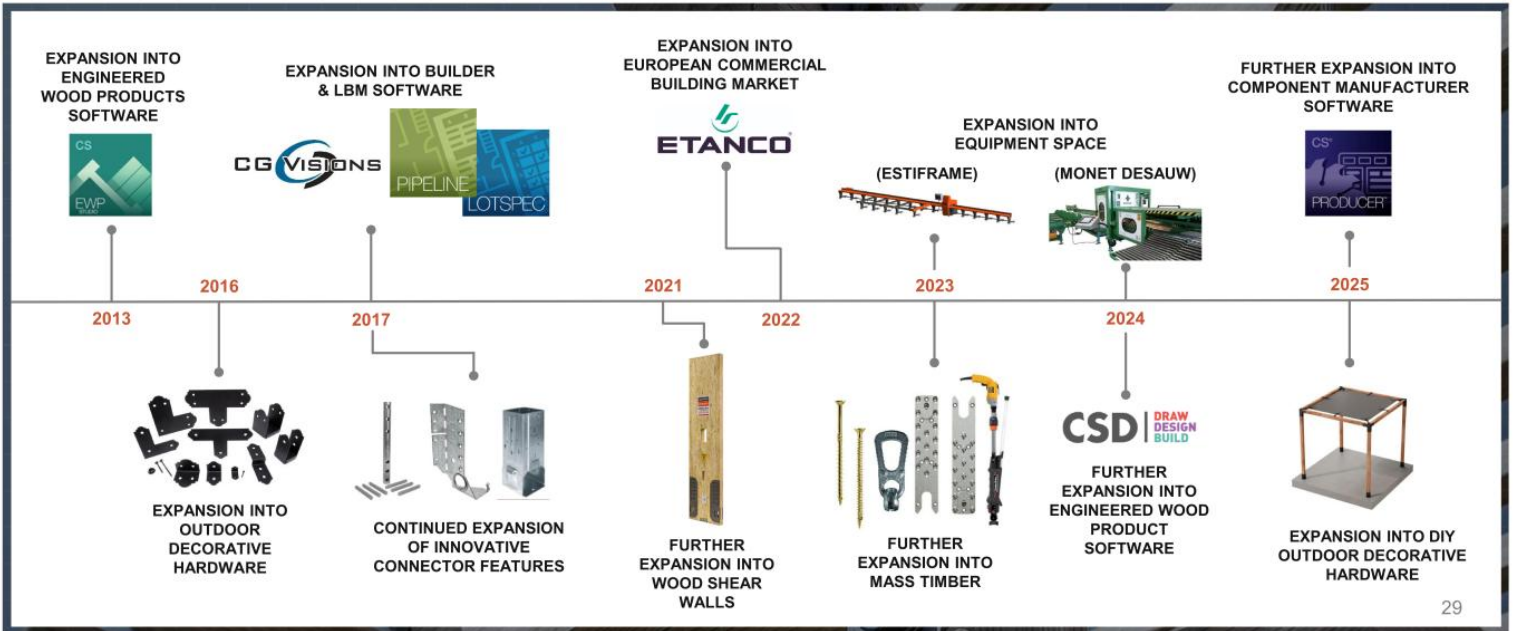 EXPANSION INTO
ENGINEERED
WOOD PRODUCTS
SOFTWARE
CS
EWP
STUDIO
EXPANSION INTO BUILDER
& LBM SOFTWARE
CG VISIONS
PIPELINE
LOTSPEC
EXPANSION INTO
EUROPEAN COMMERCIAL
BUILDING MARKET
ETANCO®
EXPANSION INTO
EQUIPMENT SPACE
(ESTIFRAME)
(MONET DESAUW)
FURTHER EXPANSION INTO
COMPONENT MANUFACTURER
SOFTWARE
CS™
PRODUCER™
2016
2021
2023
2025
2013
2017
2022
2024
EXPANSION INTO
OUTDOOR
DECORATIVE
HARDWARE
CONTINUED EXPANSION
OF INNOVATIVE
CONNECTOR FEATURES
FURTHER
EXPANSION INTO
WOOD SHEAR
WALLS
FURTHER
EXPANSION INTO
MASS TIMBER
CSD
DRAW
DESIGN
BUILD
FURTHER
EXPANSION INTO
ENGINEERED WOOD
PRODUCT
SOFTWARE
EXPANSION INTO DIY
OUTDOOR DECORATIVE
HARDWARE
29